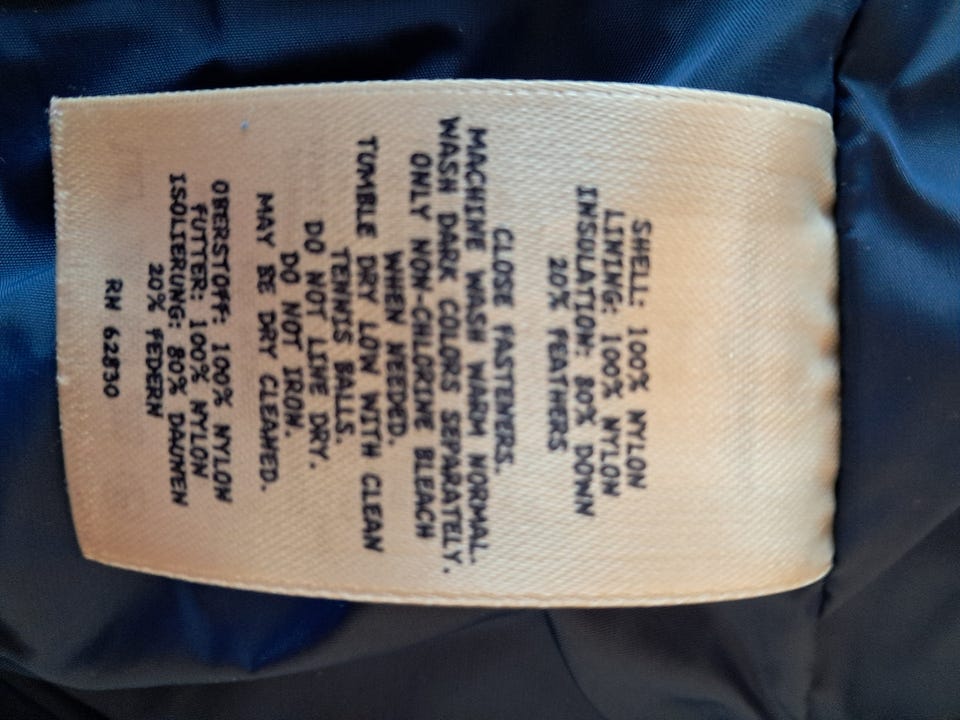 SHELL: 100% NYLON
LINING: 100% NYLON
INSULATION: 80% DOWN
20% FEATHERS
CLOSE FASTENERS.
MACHINE WASH WARM NORMAL.
WASH DARK COLORS SEPARATELY.
ONLY NON-CHLORINE BLEACH
WHEN NEEDED.
TUMBLE DRY LOW WITH CLEAN
TENNIS BALLS.
DO NOT LINE DRY.
DO NOT IRON.
MAY BE DRY CLEANED.
OBERSTOFF: 100% NYLON
FUTTER: 100% NYLON
ISOLIERUNG: 80% DAUNEN
20% FEDERN
RN 62830